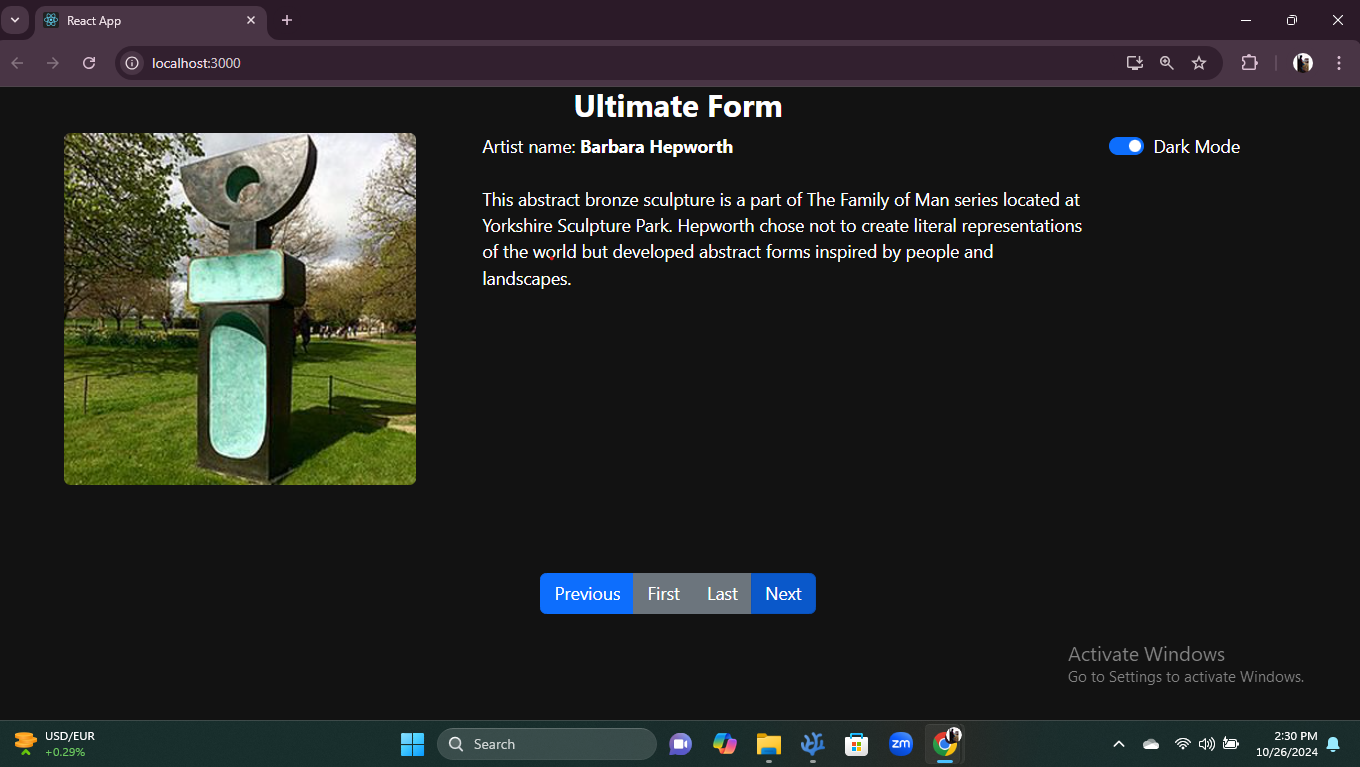 React App
localhost:3000
Ultimate Form
Artist name: Barbara Hepworth
Dark Mode
This abstract bronze sculpture is a part of The Family of Man series located at
Yorkshire Sculpture Park. Hepworth chose not to create literal representations
of the world but developed abstract forms inspired by people and
landscapes.
Previous First Last Next
Activate Windows
Go to Settings to activate Windows.
USD/EUR
+0.29%
Search
zm
2:30 PM
10/26/2024